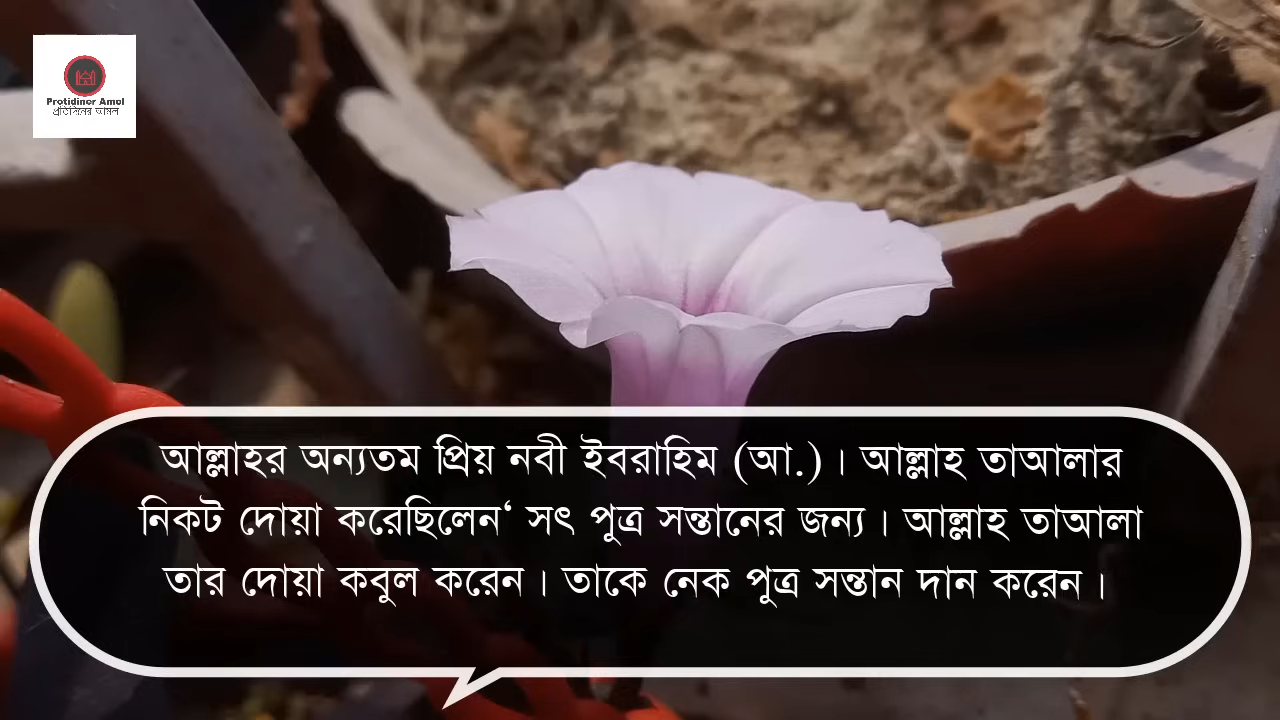 Protidiner Amol
প্রতিদিনের আমল
আল্লাহর অন্যতম প্রিয় নবী ইবরাহিম (আ.)। আল্লাহ তাআলার
নিকট দোয়া করেছিলেন‘ সৎ পুত্র সন্তানের জন্য। আল্লাহ তাআলা
তার দোয়া কবুল করেন। তাকে নেক পুত্র সন্তান দান করেন।